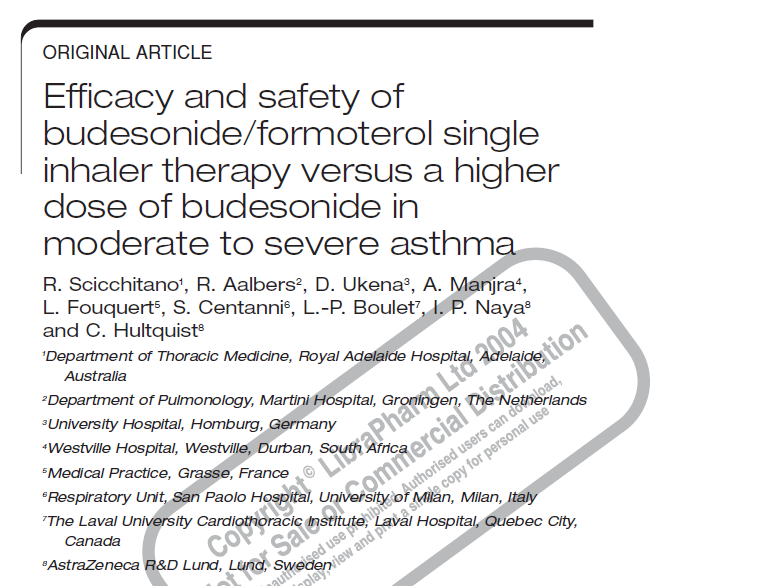 ORIGINAL ARTICLE
Efficacy and safety of
budesonide/formoterol single
inhaler therapy versus a higher
dose of budesonide in
moderate to severe asthma
R. Scicchitano¹, R. Aalbers², D. Ukena³, A. Manjra⁴,
L. Fouquert⁵, S. Centanni⁶, L.-P. Boulet⁷, I. P. Naya⁸
and C. Hultquist⁸
¹Department of Thoracic Medicine, Royal Adelaide Hospital, Adelaide,
Australia
²Department of Pulmonology, Martini Hospital, Groningen, The Netherlands
³University Hospital, Homburg, Germany
⁴Westville Hospital, Westville, Durban, South Africa
⁵Medical Practice, Grasse, France
⁶Respiratory Unit, San Paolo Hospital, University of Milan, Milan, Italy
⁷The Laval University Cardiothoracic Institute, Laval Hospital, Quebec City,
Canada
⁸AstraZeneca R&D Lund, Lund, Sweden
Copyright © LibraPharm Ltd 2004
for Sale or Commercial Distribution
use prohibited. Authorised users can download,
view and print a single copy for personal use